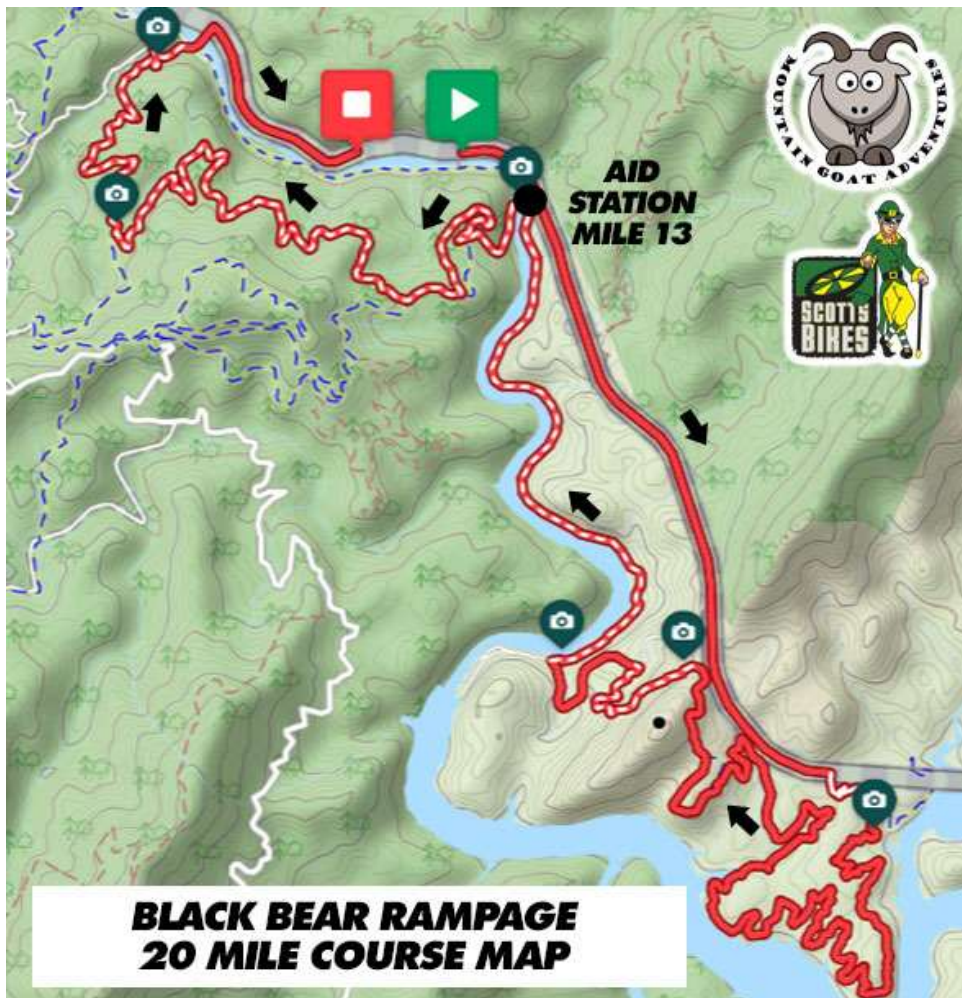 MOUNTAIN GOAT ADVENTURES
AID
STATION
MILE 13
SCOTT'S
BIKES
BLACK BEAR RAMPAGE
20 MILE COURSE MAP